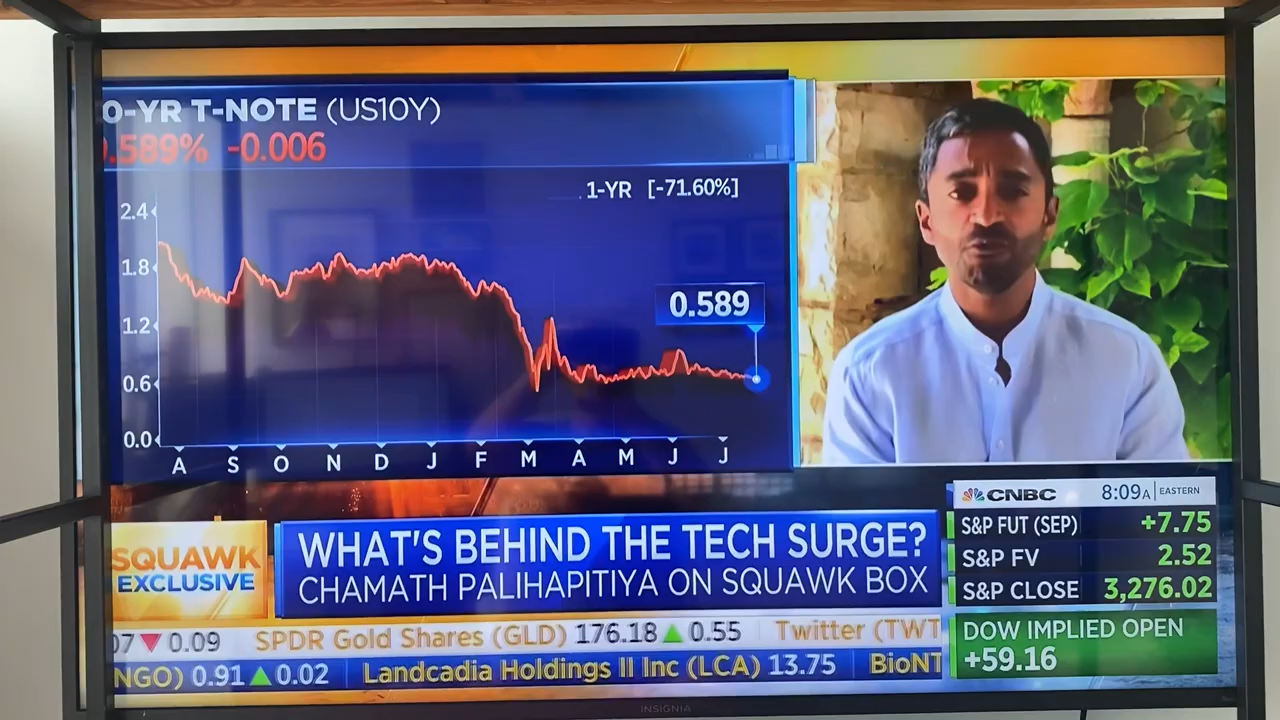 0-YR T-NOTE (US10Y)
.589% -0.006
1-YR [-71.60%]
2.4
1.8
1.2
0.6
0.0
0.589
A S O N D J F M A M J J
SQUAWK
EXCLUSIVE
WHAT'S BEHIND THE TECH SURGE?
CHAMATH PALIHAPITIYA ON SQUAWK BOX
CNBC 8:09A EASTERN
S&P FUT (SEP) +7.75
S&P FV 2.52
S&P CLOSE 3,276.02
DOW IMPLIED OPEN
+59.16
07 ▼ 0.09 SPDR Gold Shares (GLD) 176.18 ▲ 0.55 Twitter (TWT
NGO) 0.91 ▲ 0.02 Landcadia Holdings II Inc (LCA) 13.75 BioNT
INSIGNIA